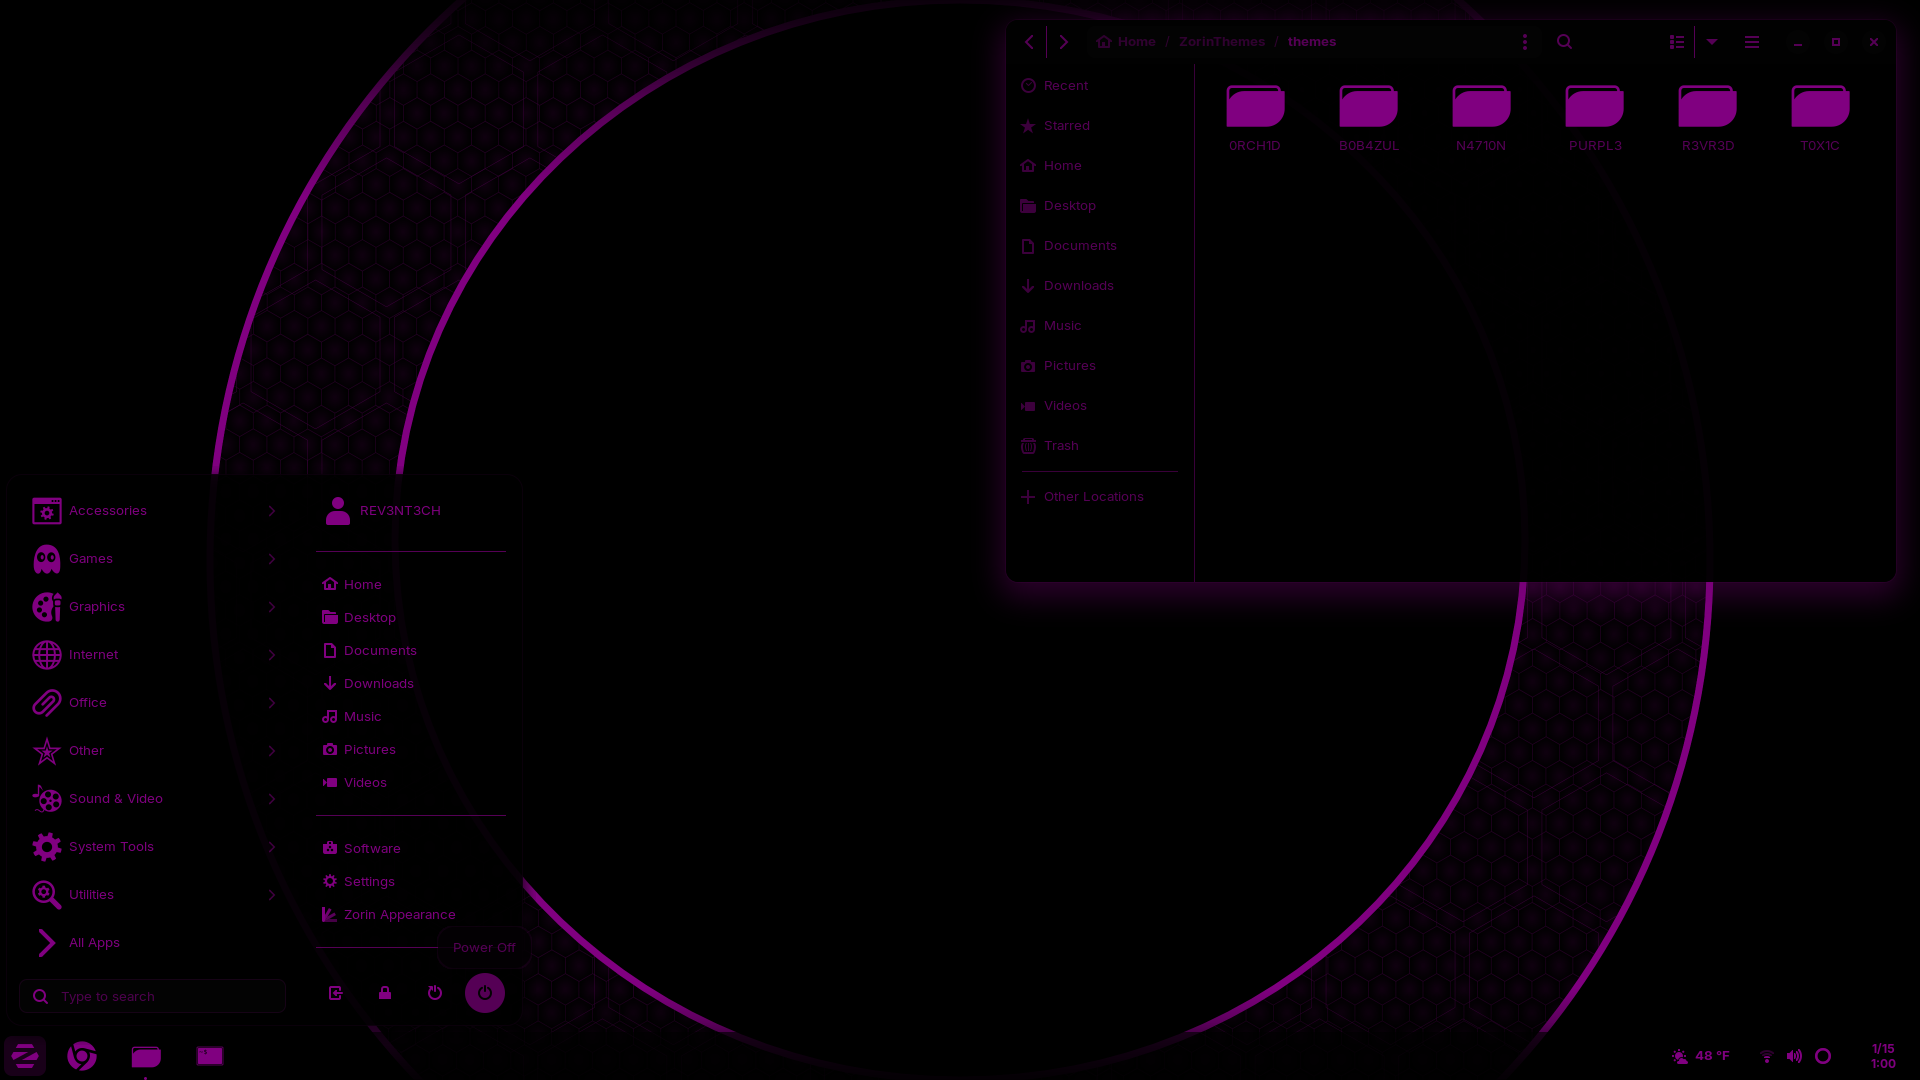 Home / ZorinThemes / themes
Recent
Starred
Home
Desktop
Documents
Downloads
Music
Pictures
Videos
Trash
Other Locations
0RCH1D B0B4ZUL N4710N PURPL3 R3VR3D T0X1C
Accessories
Games
Graphics
Internet
Office
Other
Sound & Video
System Tools
Utilities
All Apps
Type to search
REV3NT3CH
Home
Desktop
Documents
Downloads
Music
Pictures
Videos
Software
Settings
Zorin Appearance
Power Off
48 °F
1/15
1:00